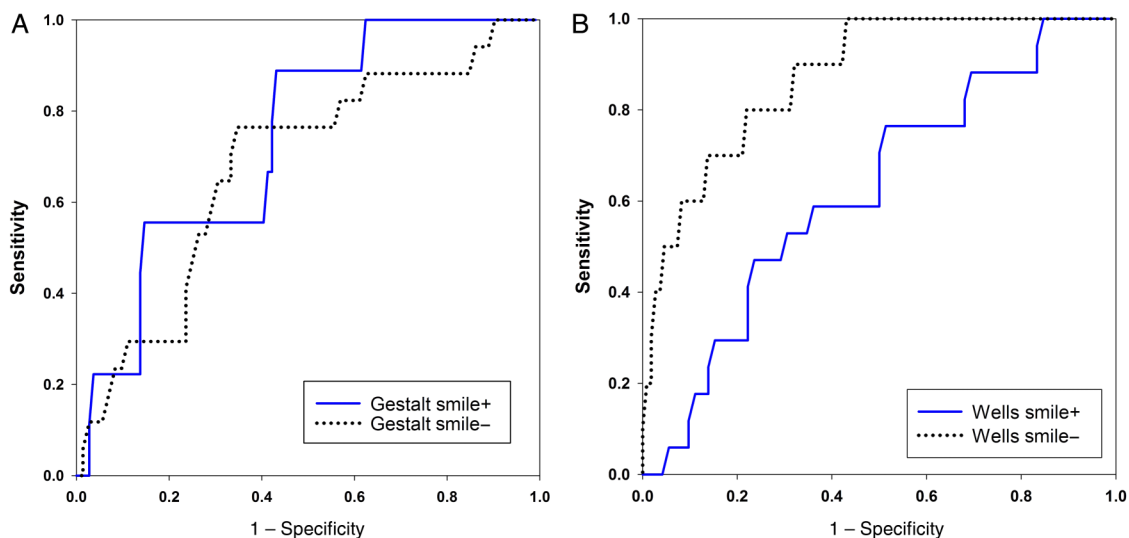 A
Sensitivity
1.0
0.8
0.6
0.4
0.2
0.0
Gestalt smile+
Gestalt smile–
0.0 0.2 0.4 0.6 0.8 1.0
1 – Specificity
B
Sensitivity
1.0
0.8
0.6
0.4
0.2
0.0
Wells smile+
Wells smile–
0.0 0.2 0.4 0.6 0.8 1.0
1 – Specificity